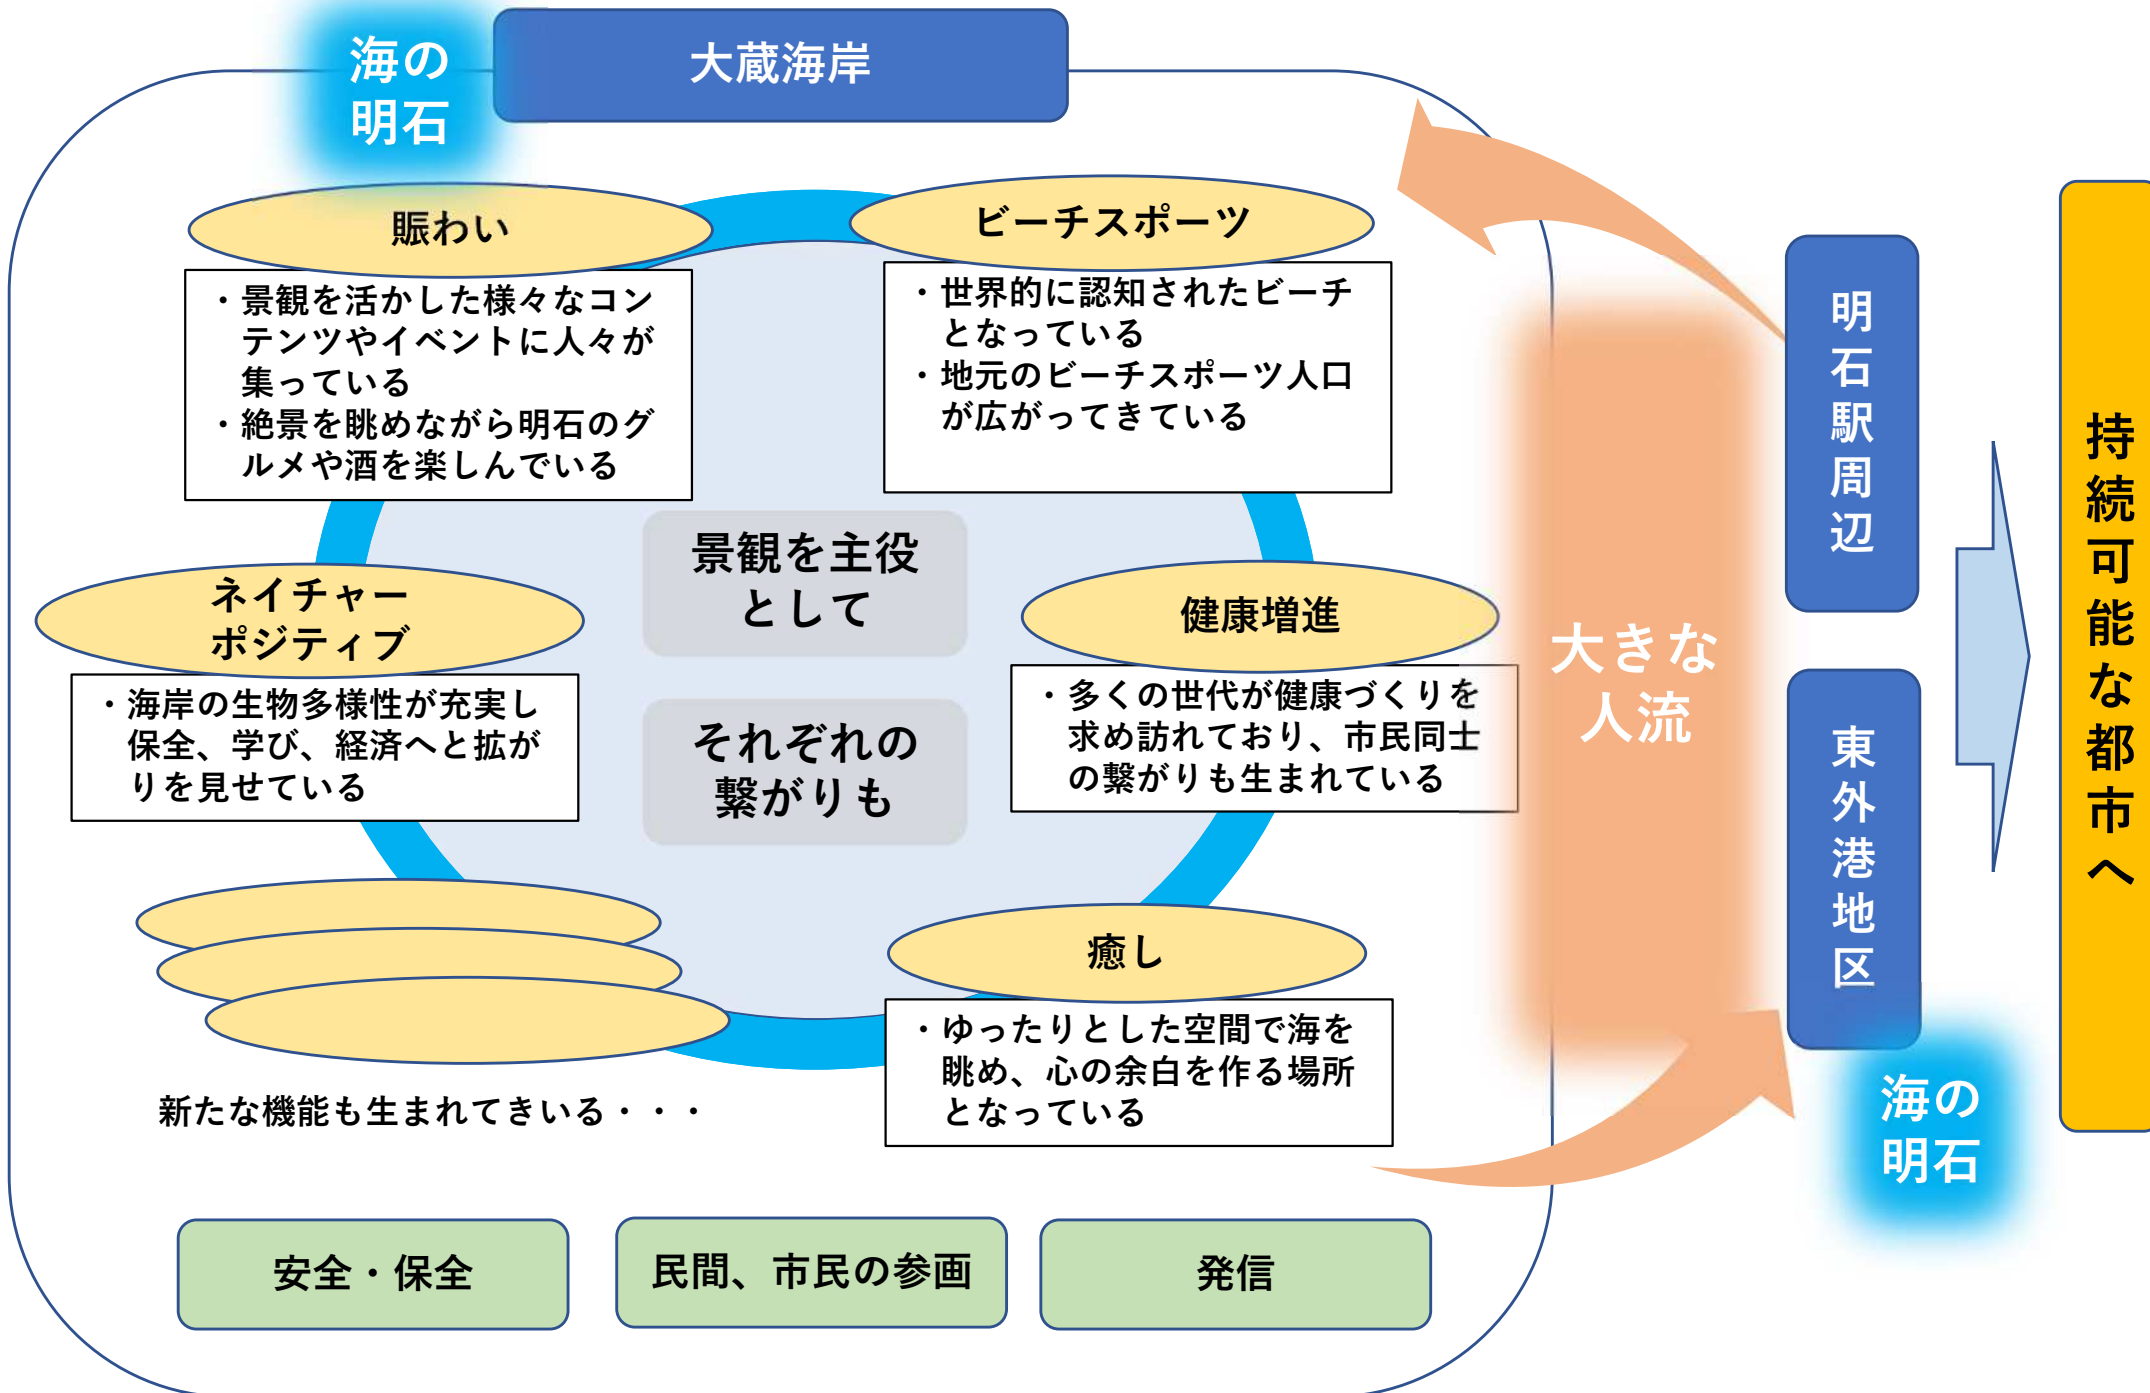 海の
明石
大蔵海岸
賑わい
・景観を活かした様々なコン
テンツやイベントに人々が
集っている
・絶景を眺めながら明石のグ
ルメや酒を楽しんでいる
ビーチスポーツ
・世界的に認知されたビーチ
となっている
・地元のビーチスポーツ人口
が広がってきている
景観を主役
として
それぞれの
繋がりも
ネイチャー
ポジティブ
・海岸の生物多様性が充実し
保全、学び、経済へと拡が
りを見せている
健康増進
・多くの世代が健康づくりを
求め訪れており、市民同士
の繋がりも生まれている
癒し
・ゆったりとした空間で海を
眺め、心の余白を作る場所
となっている
新たな機能も生まれてきいる・・・
安全・保全
民間、市民の参画
発信
大きな
人流
明石駅周辺
東外港地区
海の
明石
持続可能な都市へ